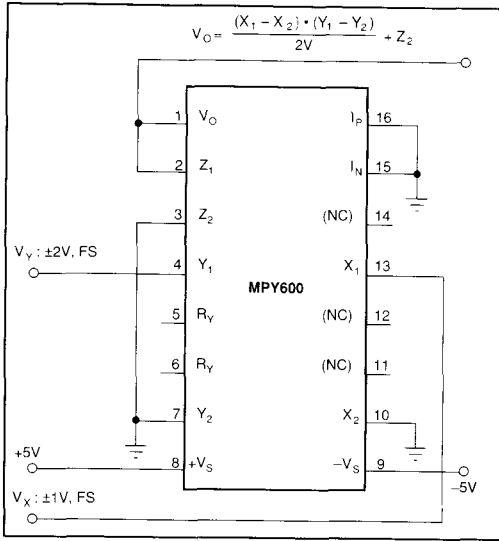 V_O = (X_1 − X_2) • (Y_1 − Y_2) / 2V + Z_2
1 V_O
I_P 16
2 Z_1
I_N 15
3 Z_2
(NC) 14
V_Y : ±2V, FS
4 Y_1
X_1 13
MPY600
5 R_Y
(NC) 12
6 R_Y
(NC) 11
7 Y_2
X_2 10
+5V
8 +V_S
−V_S 9
−5V
V_X : ±1V, FS